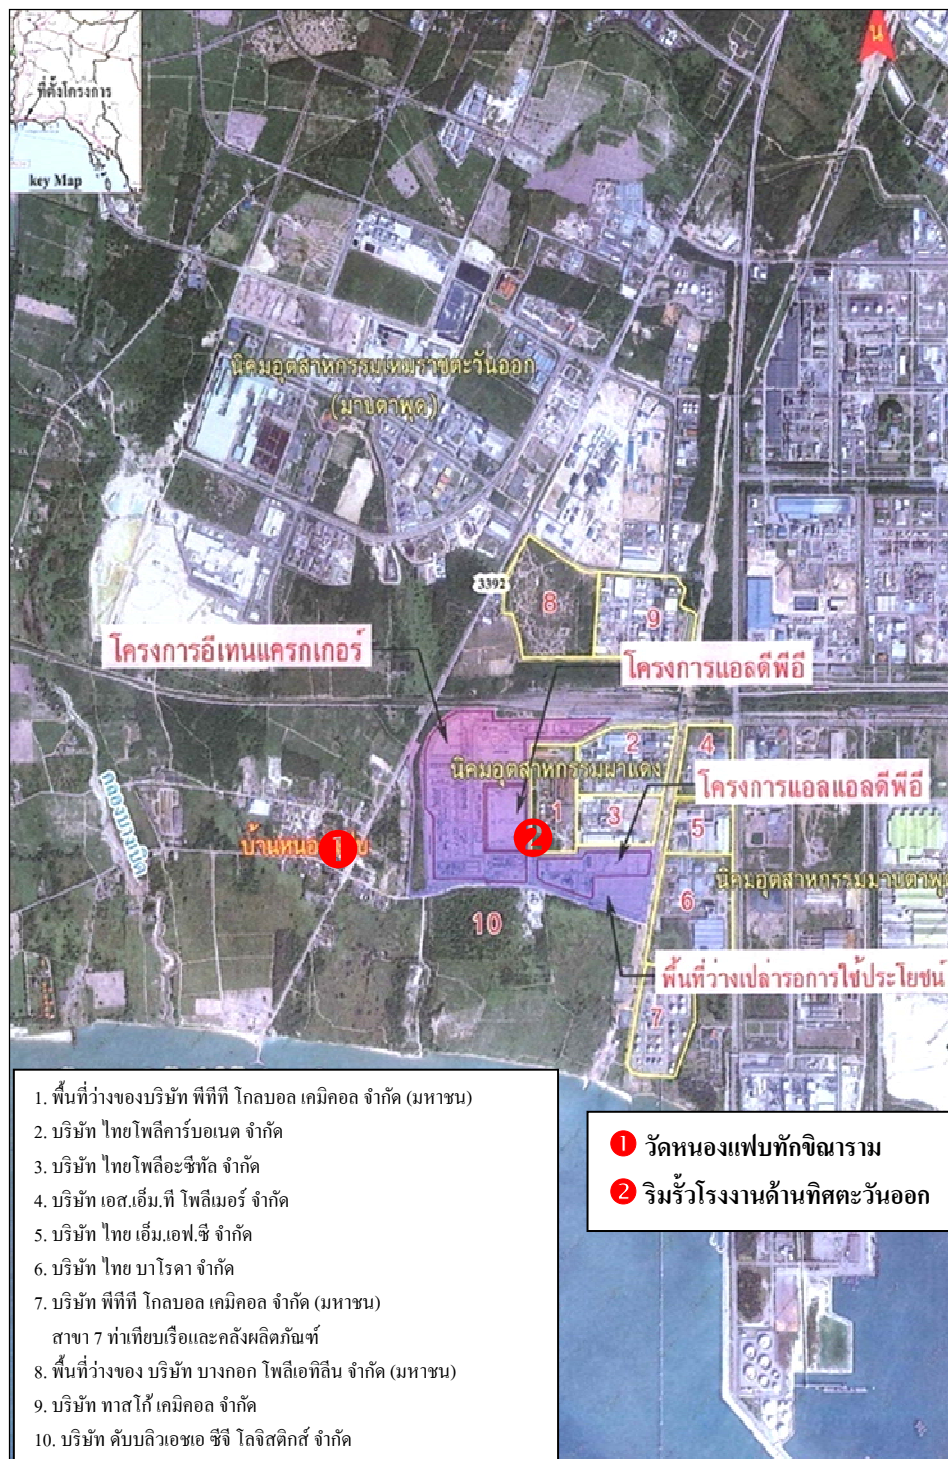 น
ที่ตั้งโครงการ
key Map
นิคมอุตสาหกรรมเหมราชตะวันออก
(มาบตาพุด)
3392
8
9
โครงการอีเทนแครกเกอร์
โครงการแอลดีพีอี
2
4
นิคมอุตสาหกรรมผาแดง
โครงการแอลแอลดีพีอี
คลองบางเบิด
1
3
5
บ้านหนอง
1
2
นิคมอุตสาหกรรมมาบตาพุด
6
10
พื้นที่ว่างเปล่ารอการใช้ประโยชน์
7
1. พื้นที่ว่างของบริษัท พีทีที โกลบอล เคมิคอล จำกัด (มหาชน)
2. บริษัท ไทยโพลีคาร์บอเนต จำกัด
3. บริษัท ไทยโพลีอะซีทัล จำกัด
4. บริษัท เอส.เอ็ม.ที โพลีเมอร์ จำกัด
5. บริษัท ไทย เอ็ม.เอฟ.ซี จำกัด
6. บริษัท ไทย บาโรดา จำกัด
7. บริษัท พีทีที โกลบอล เคมิคอล จำกัด (มหาชน)
สาขา 7 ท่าเทียบเรือและคลังผลิตภัณฑ์
8. พื้นที่ว่างของ บริษัท บางกอก โพลีเอทิลีน จำกัด (มหาชน)
9. บริษัท ทาสโก้ เคมิคอล จำกัด
10. บริษัท ดับบลิวเอชเอ ซีจี โลจิสติกส์ จำกัด
1 วัดหนองแฟบทักขิณาราม
2 ริมรั้วโรงงานด้านทิศตะวันออก